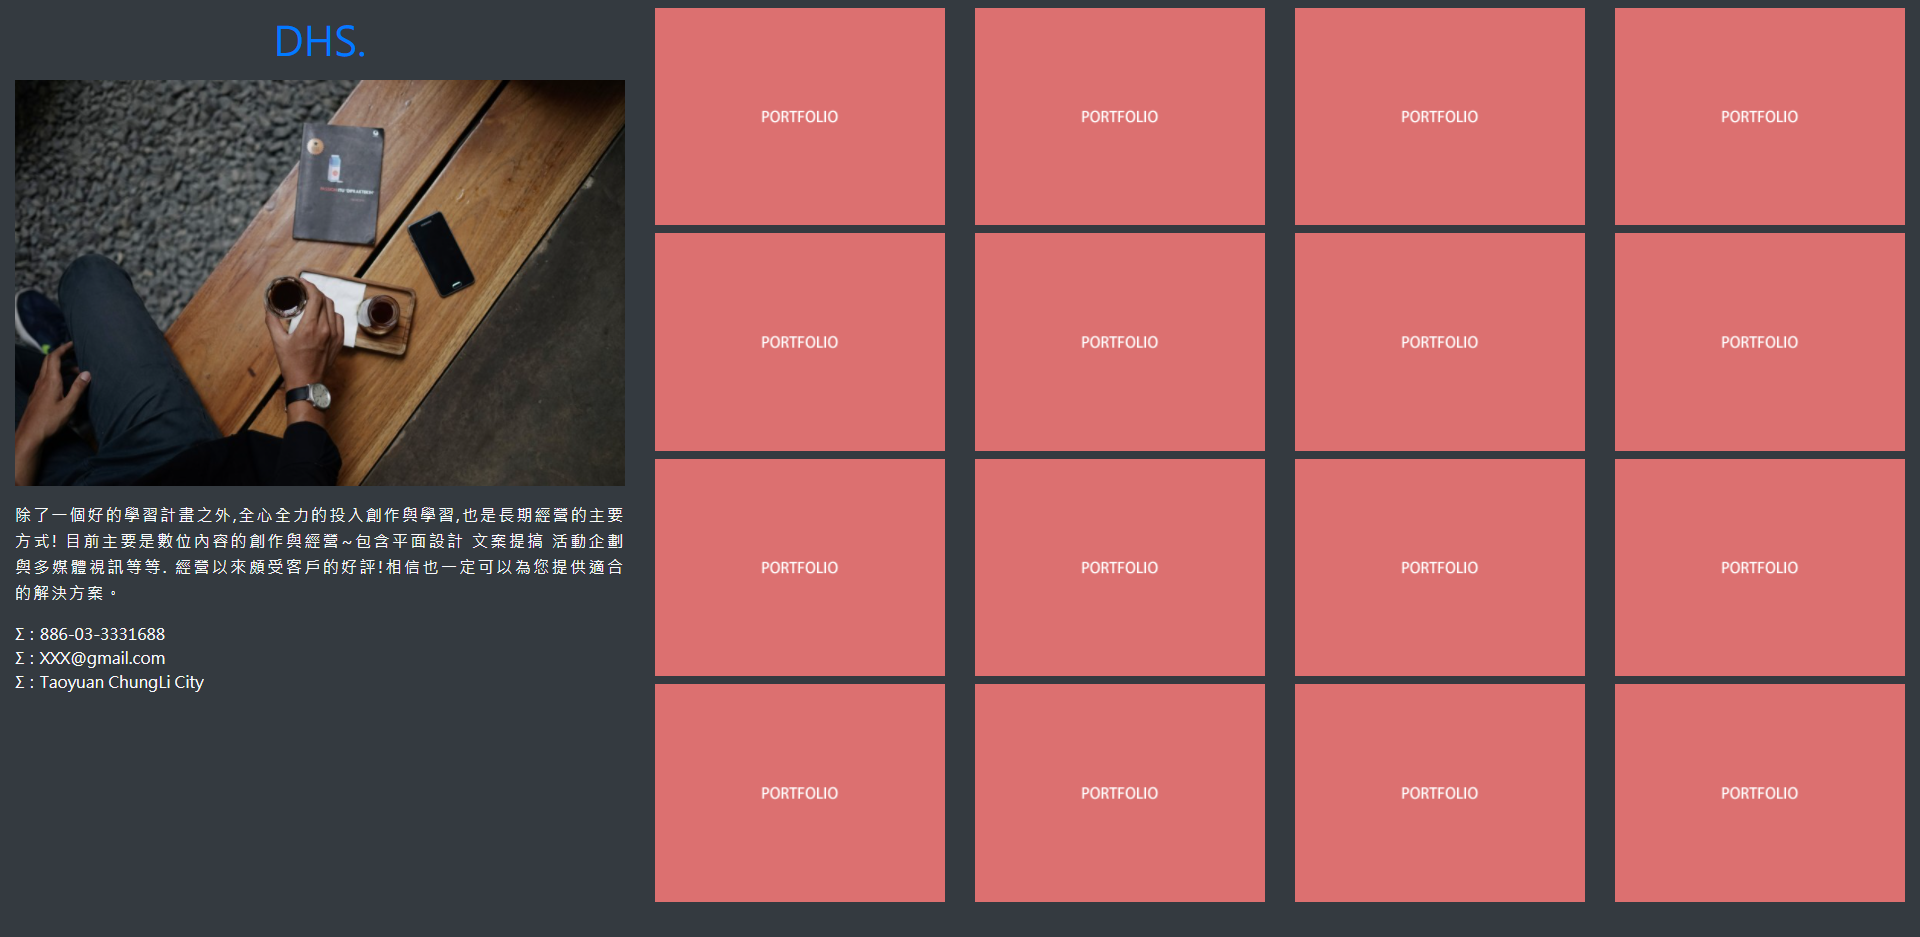 DHS.
除了一個好的學習計畫之外,全心全力的投入創作與學習,也是長期經營的主要
方式! 目前主要是數位內容的創作與經營~包含平面設計 文案提搞 活動企劃
與多媒體視訊等等. 經營以來頗受客戶的好評!相信也一定可以為您提供適合
的解決方案。
Σ : 886-03-3331688
Σ : XXX@gmail.com
Σ : Taoyuan ChungLi City
PORTFOLIO PORTFOLIO PORTFOLIO PORTFOLIO
PORTFOLIO PORTFOLIO PORTFOLIO PORTFOLIO
PORTFOLIO PORTFOLIO PORTFOLIO PORTFOLIO
PORTFOLIO PORTFOLIO PORTFOLIO PORTFOLIO